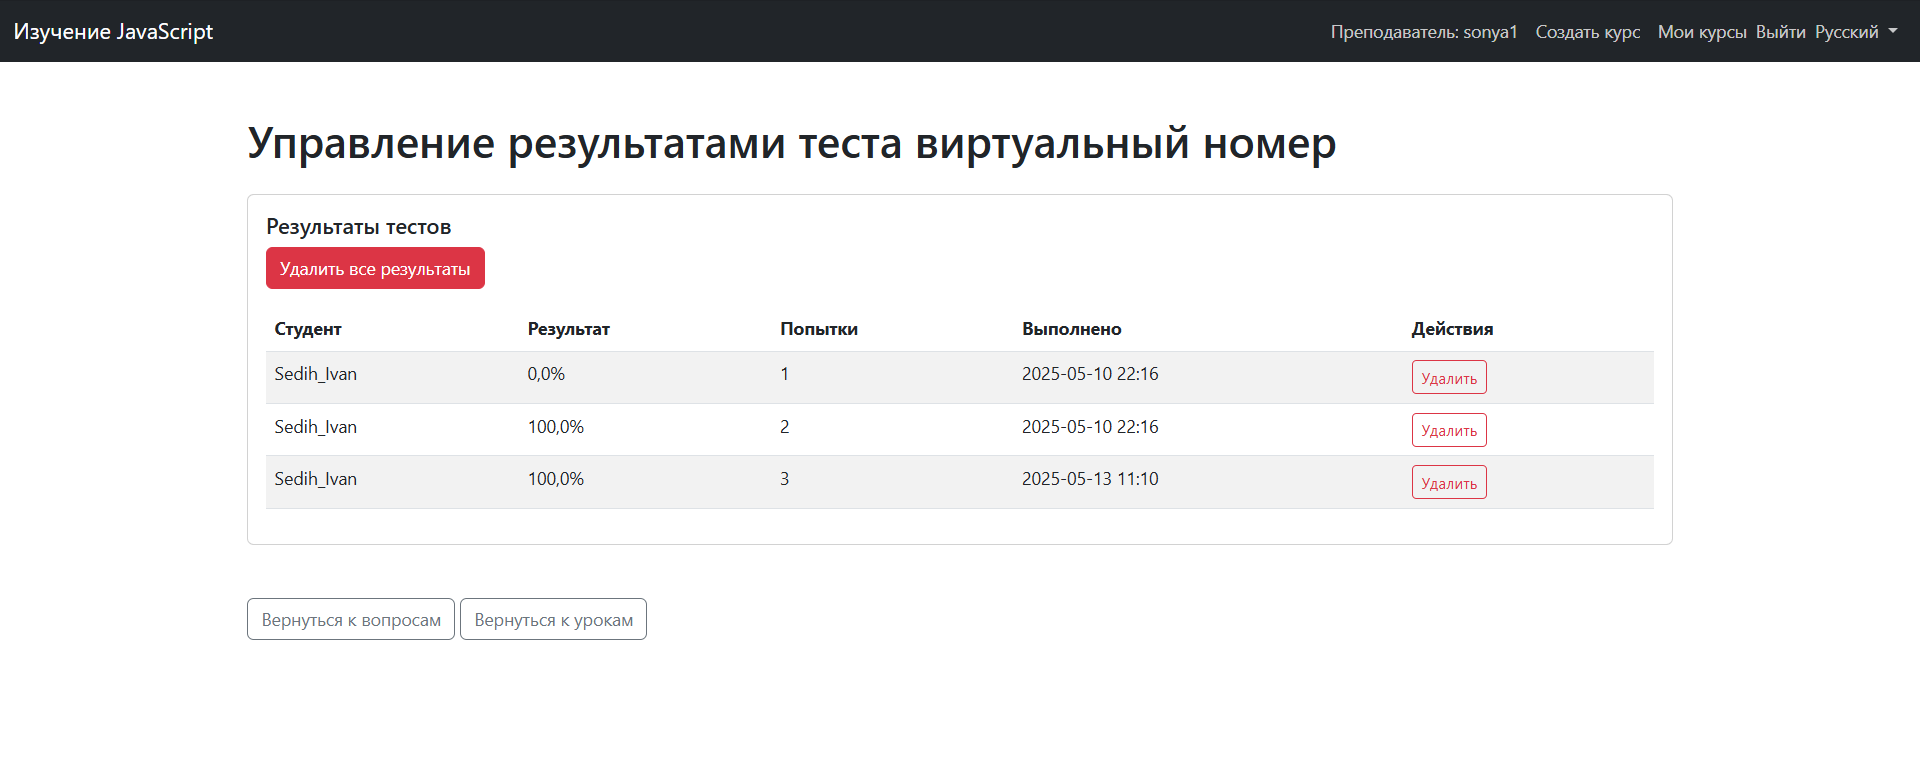 Изучение JavaScript Преподаватель: sonya1 Создать курс Мои курсы Выйти Русский
Управление результатами теста виртуальный номер
Результаты тестов
Удалить все результаты
Студент Результат Попытки Выполнено Действия
Sedih_Ivan 0,0% 1 2025-05-10 22:16 Удалить
Sedih_Ivan 100,0% 2 2025-05-10 22:16 Удалить
Sedih_Ivan 100,0% 3 2025-05-13 11:10 Удалить
Вернуться к вопросам Вернуться к урокам